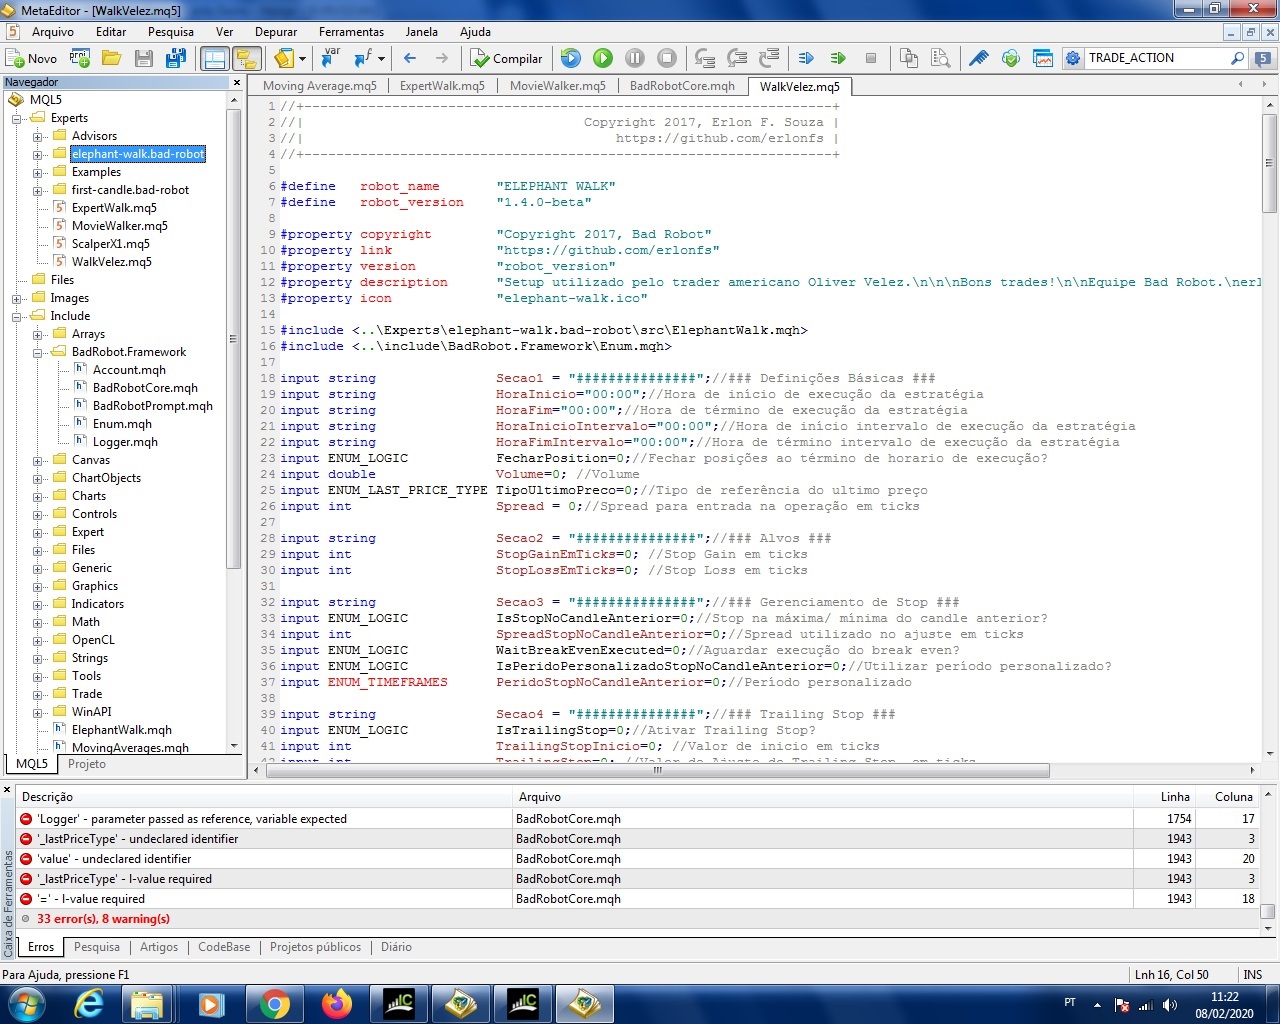 MetaEditor - [WalkVelez.mq5]
Arquivo Editar Pesquisa Ver Depurar Ferramentas Janela Ajuda
Novo Compilar TRADE_ACTION 5
Navegador
MQL5
Experts
Advisors
elephant-walk.bad-robot
Examples
first-candle.bad-robot
ExpertWalk.mq5
MovieWalker.mq5
ScalperX1.mq5
WalkVelez.mq5
Files
Images
Include
Arrays
BadRobot.Framework
Account.mqh
BadRobotCore.mqh
BadRobotPrompt.mqh
Enum.mqh
Logger.mqh
Canvas
ChartObjects
Charts
Controls
Expert
Files
Generic
Graphics
Indicators
Math
OpenCL
Strings
Tools
Trade
WinAPI
ElephantWalk.mqh
MovingAverages.mqh
MQL5 Projeto
Moving Average.mq5 ExpertWalk.mq5 MovieWalker.mq5 BadRobotCore.mqh WalkVelez.mq5
1 //+------------------------------------------------------------------+
2 //| Copyright 2017, Erlon F. Souza |
3 //| https://github.com/erlonfs |
4 //+------------------------------------------------------------------+
5
6 #define robot_name "ELEPHANT WALK"
7 #define robot_version "1.4.0-beta"
8
9 #property copyright "Copyright 2017, Bad Robot"
10 #property link "https://github.com/erlonfs"
11 #property version "robot_version"
12 #property description "Setup utilizado pelo trader americano Oliver Velez.\n\n\nBons trades!\n\nEquipe Bad Robot.\nerl
13 #property icon "elephant-walk.ico"
14
15 #include <..\Experts\elephant-walk.bad-robot\src\ElephantWalk.mqh>
16 #include <..\include\BadRobot.Framework\Enum.mqh>
17
18 input string Secao1 = "###############";//### Definições Básicas ###
19 input string HoraInicio="00:00";//Hora de início de execução da estratégia
20 input string HoraFim="00:00";//Hora de término de execução da estratégia
21 input string HoraInicioIntervalo="00:00";//Hora de início intervalo de execução da estratégia
22 input string HoraFimIntervalo="00:00";//Hora de término intervalo de execução da estratégia
23 input ENUM_LOGIC FecharPosition=0;//Fechar posições ao término de horario de execução?
24 input double Volume=0; //Volume
25 input ENUM_LAST_PRICE_TYPE TipoUltimoPreco=0;//Tipo de referência do ultimo preço
26 input int Spread = 0;//Spread para entrada na operação em ticks
27
28 input string Secao2 = "###############";//### Alvos ###
29 input int StopGainEmTicks=0; //Stop Gain em ticks
30 input int StopLossEmTicks=0; //Stop Loss em ticks
31
32 input string Secao3 = "###############";//### Gerenciamento de Stop ###
33 input ENUM_LOGIC IsStopNoCandleAnterior=0;//Stop na máxima/ mínima do candle anterior?
34 input int SpreadStopNoCandleAnterior=0;//Spread utilizado no ajuste em ticks
35 input ENUM_LOGIC WaitBreakEvenExecuted=0;//Aguardar execução do break even?
36 input ENUM_LOGIC IsPeridoPersonalizadoStopNoCandleAnterior=0;//Utilizar período personalizado?
37 input ENUM_TIMEFRAMES PeridoStopNoCandleAnterior=0;//Período personalizado
38
39 input string Secao4 = "###############";//### Trailing Stop ###
40 input ENUM_LOGIC IsTrailingStop=0;//Ativar Trailing Stop?
41 input int TrailingStopInicio=0; //Valor de inicio em ticks
42 input int TrailingStop=0; //Valor de Ajuste do Trailing Stop em ticks
Descrição Arquivo Linha Coluna
'Logger' - parameter passed as reference, variable expected BadRobotCore.mqh 1754 17
'_lastPriceType' - undeclared identifier BadRobotCore.mqh 1943 3
'value' - undeclared identifier BadRobotCore.mqh 1943 20
'_lastPriceType' - l-value required BadRobotCore.mqh 1943 3
'=' - l-value required BadRobotCore.mqh 1943 18
33 error(s), 8 warning(s)
Erros Pesquisa Artigos CodeBase Projetos públicos Diário
Caixa de Ferramentas
Para Ajuda, pressione F1 Lnh 16, Col 50 INS
PT 11:22
08/02/2020